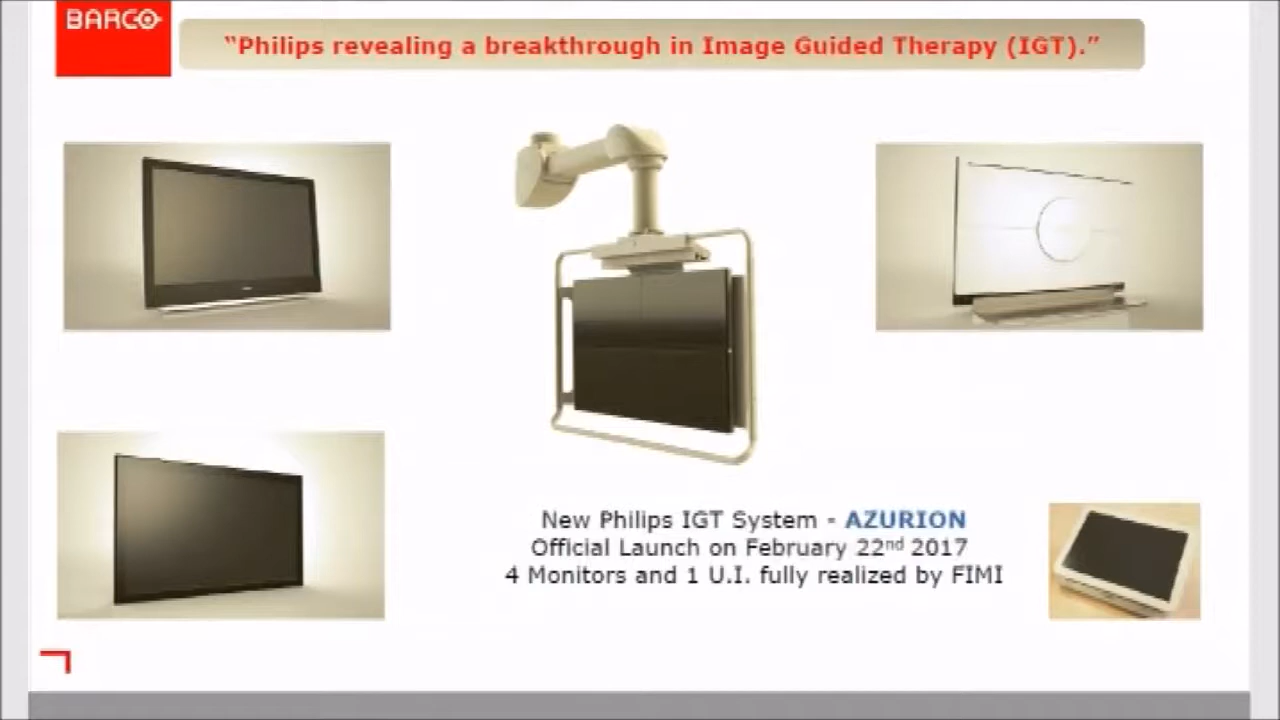 BARCO
“Philips revealing a breakthrough in Image Guided Therapy (IGT).”
New Philips IGT System - AZURION
Official Launch on February 22nd 2017
4 Monitors and 1 U.I. fully realized by FIMI